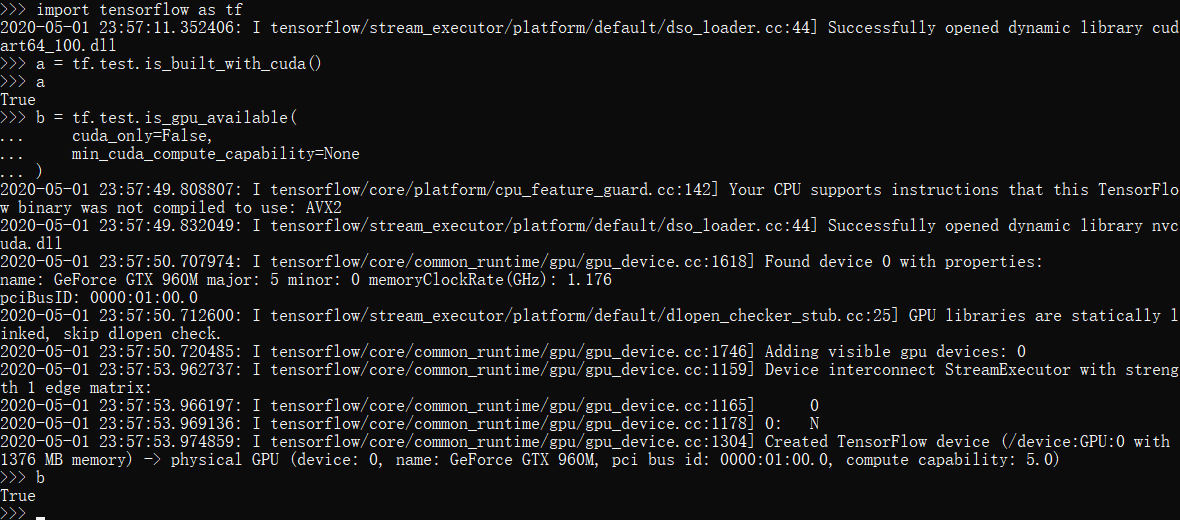 >>> import tensorflow as tf
2020-05-01 23:57:11.352406: I tensorflow/stream_executor/platform/default/dso_loader.cc:44] Successfully opened dynamic library cud
art64_100.dll
>>> a = tf.test.is_built_with_cuda()
>>> a
True
>>> b = tf.test.is_gpu_available(
...     cuda_only=False,
...     min_cuda_compute_capability=None
... )
2020-05-01 23:57:49.808807: I tensorflow/core/platform/cpu_feature_guard.cc:142] Your CPU supports instructions that this TensorFlo
w binary was not compiled to use: AVX2
2020-05-01 23:57:49.832049: I tensorflow/stream_executor/platform/default/dso_loader.cc:44] Successfully opened dynamic library nvc
uda.dll
2020-05-01 23:57:50.707974: I tensorflow/core/common_runtime/gpu/gpu_device.cc:1618] Found device 0 with properties:
name: GeForce GTX 960M major: 5 minor: 0 memoryClockRate(GHz): 1.176
pciBusID: 0000:01:00.0
2020-05-01 23:57:50.712600: I tensorflow/stream_executor/platform/default/dlopen_checker_stub.cc:25] GPU libraries are statically l
inked, skip dlopen check.
2020-05-01 23:57:50.720485: I tensorflow/core/common_runtime/gpu/gpu_device.cc:1746] Adding visible gpu devices: 0
2020-05-01 23:57:53.962737: I tensorflow/core/common_runtime/gpu/gpu_device.cc:1159] Device interconnect StreamExecutor with streng
th 1 edge matrix:
2020-05-01 23:57:53.966197: I tensorflow/core/common_runtime/gpu/gpu_device.cc:1165]      0
2020-05-01 23:57:53.969136: I tensorflow/core/common_runtime/gpu/gpu_device.cc:1178] 0:   N
2020-05-01 23:57:53.974859: I tensorflow/core/common_runtime/gpu/gpu_device.cc:1304] Created TensorFlow device (/device:GPU:0 with
1376 MB memory) -> physical GPU (device: 0, name: GeForce GTX 960M, pci bus id: 0000:01:00.0, compute capability: 5.0)
>>> b
True
>>>